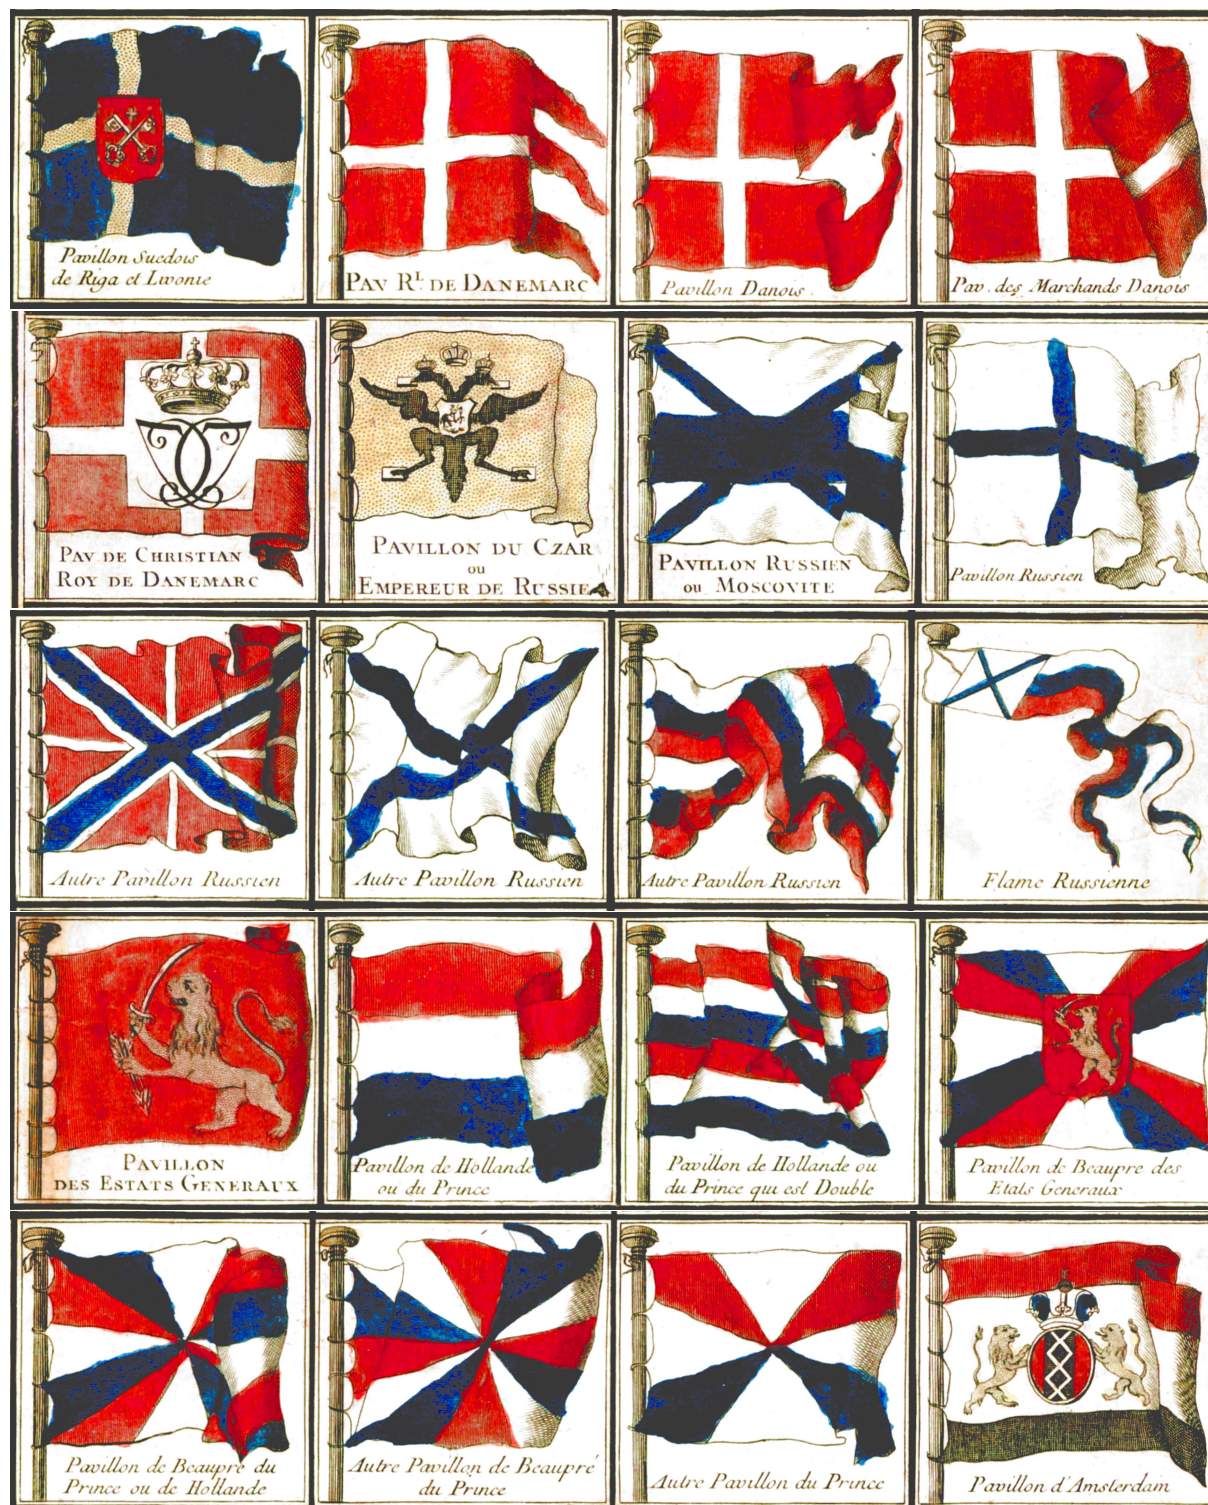 Pavillon Suedois
de Riga et Livonie
PAV RL. DE DANEMARC
Pavillon Danois.
Pav. des Marchands Danois
PAV DE CHRISTIAN
ROY DE DANEMARC
PAVILLON DU CZAR
ou
EMPEREUR DE RUSSIE
PAVILLON RUSSIEN
ou MOSCOVITE
Pavillon Russien
Autre Pavillon Russien
Autre Pavillon Russien
Autre Pavillon Russien
Flame Russienne
PAVILLON
DES ESTATS GENERAUX
Pavillon de Hollande
ou du Prince
Pavillon de Hollande ou
du Prince qui est Double
Pavillon de Beaupre des
Etats Generaux
Pavillon de Beaupre du
Prince ou de Hollande
Autre Pavillon de Beaupré
du Prince
Autre Pavillon du Prince
Pavillon d'Amsterdam